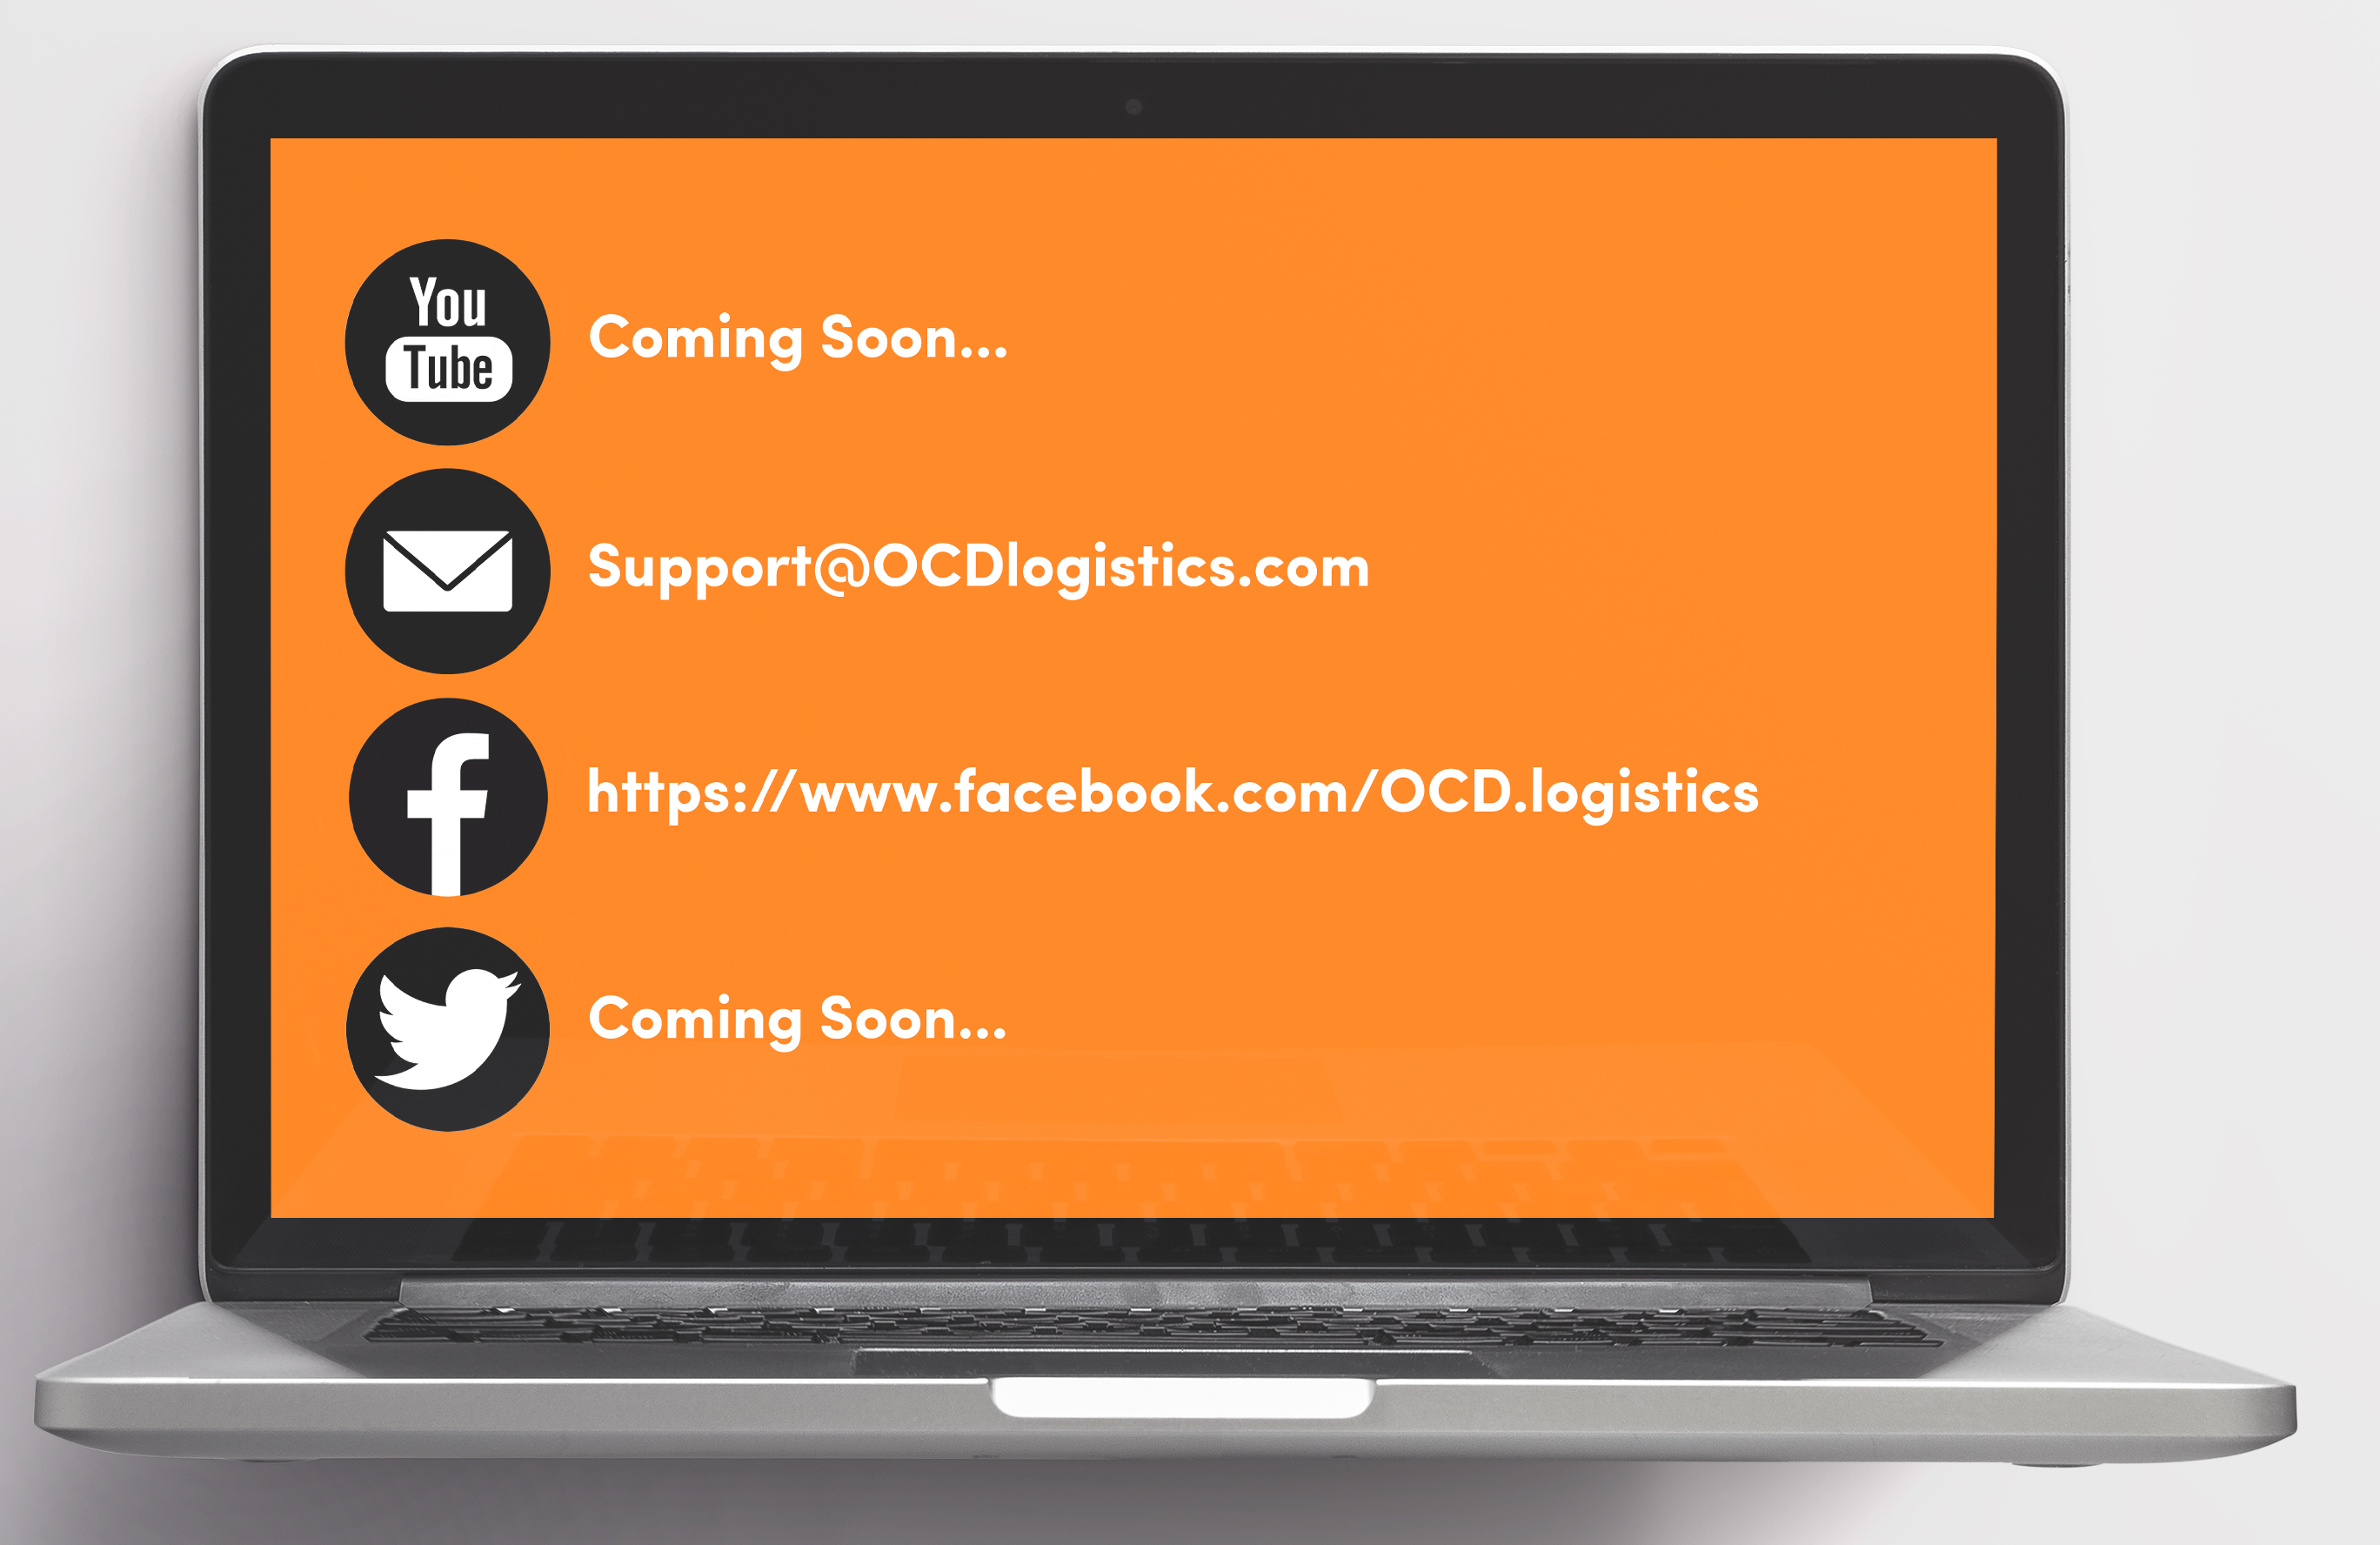 You
Tube
Coming Soon...
Support@OCDlogistics.com
f
https://www.facebook.com/OCD.logistics
Coming Soon...